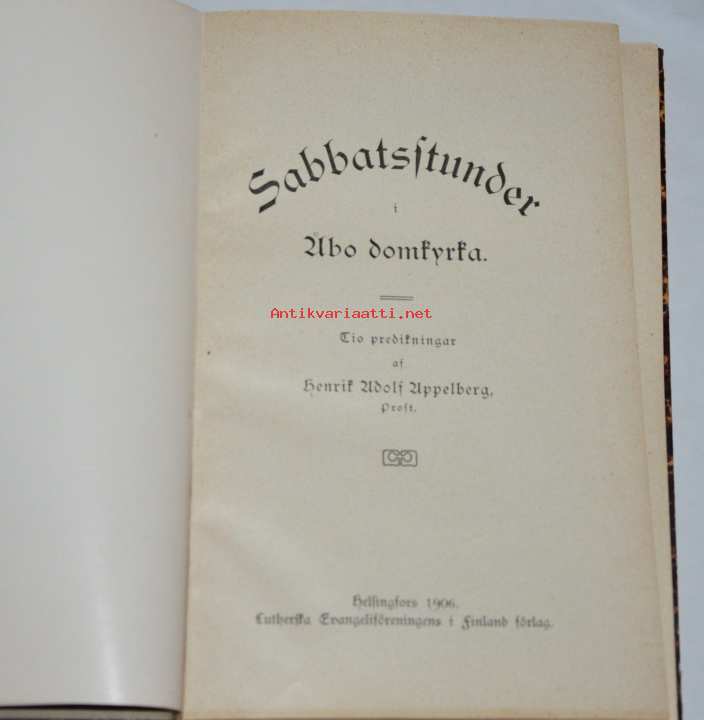 Sabbatsstunder
i
Åbo domkyrka.
Antikvariaatti.net
Tio predikningar
af
Henrik Adolf Appelberg,
Prost.
Helsingfors 1906.
Lutherska Evangeliföreningens i Finland förlag.